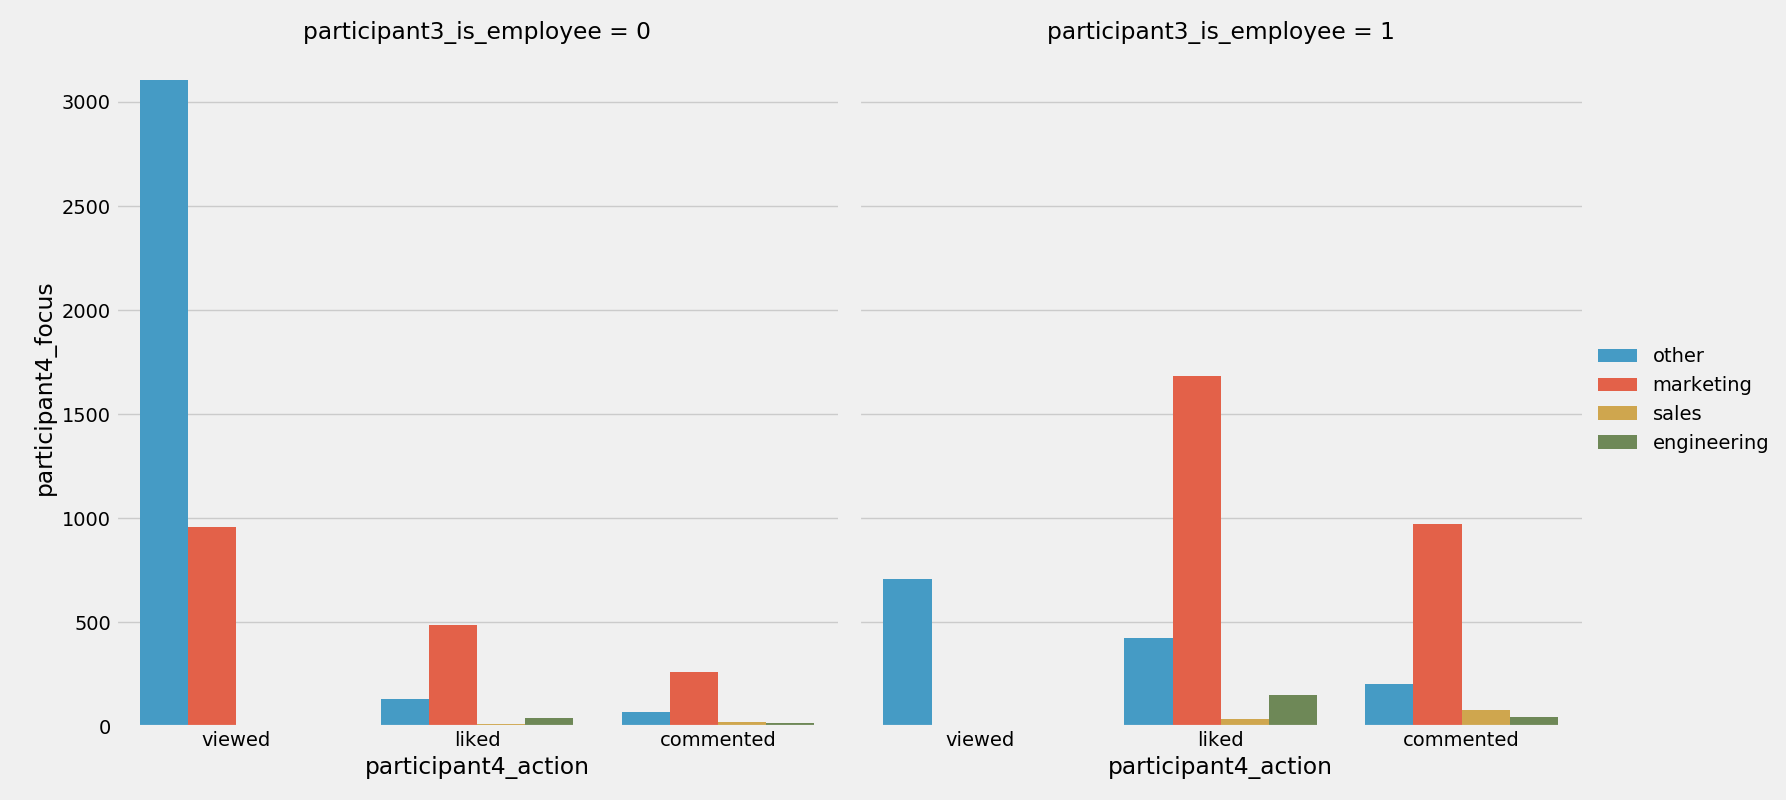 participant3_is_employee = 0
participant3_is_employee = 1
participant4_focus
3000
2500
2000
1500
1000
500
0
viewed
liked
commented
viewed
liked
commented
participant4_action
participant4_action
other
marketing
sales
engineering